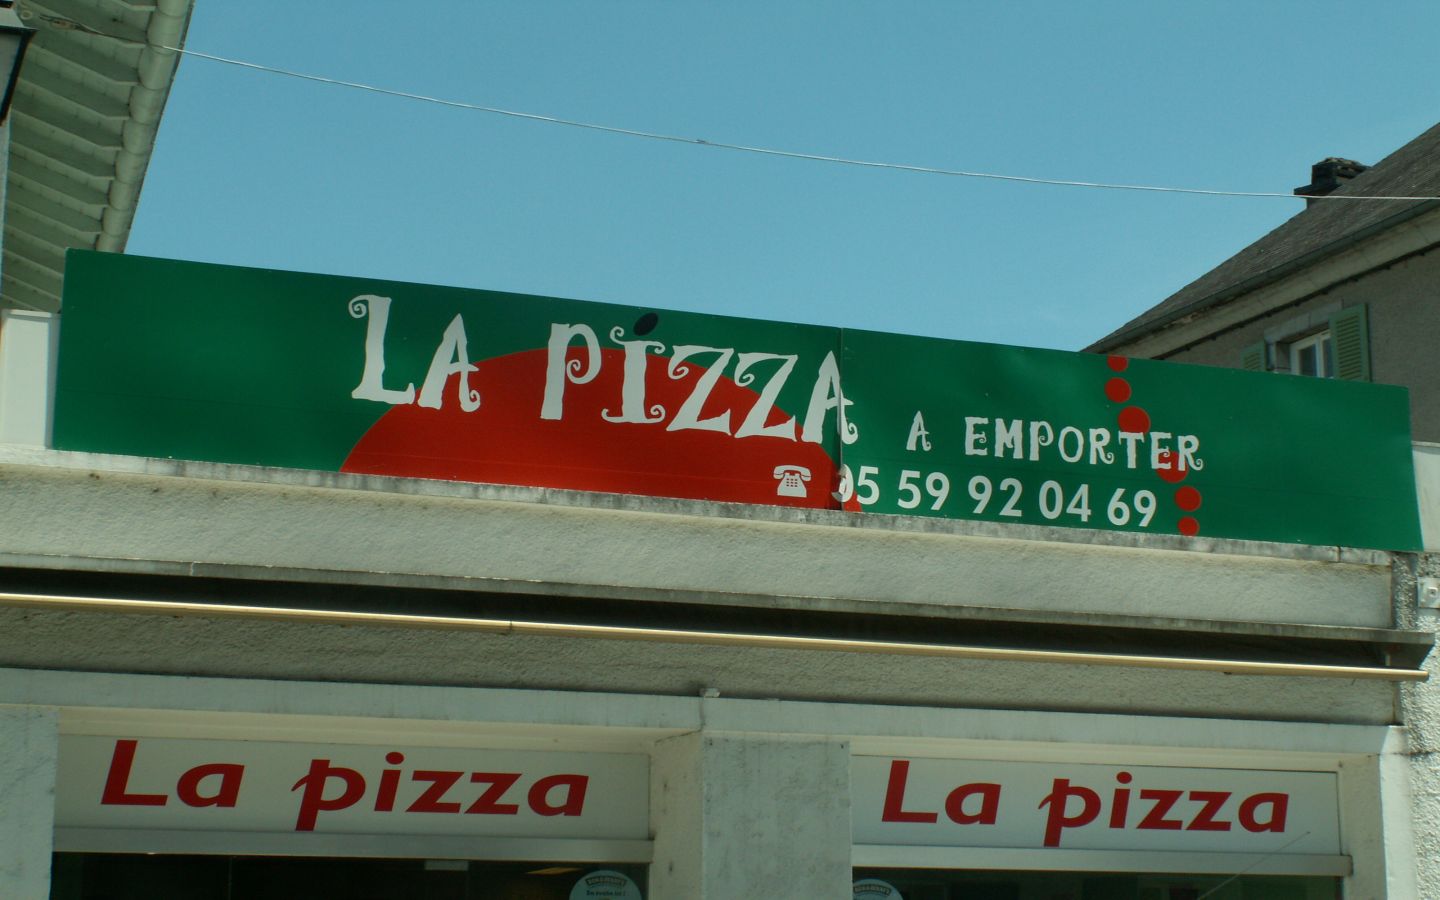 LA PIZZA A EMPORTER
05 59 92 04 69
La pizza
La pizza